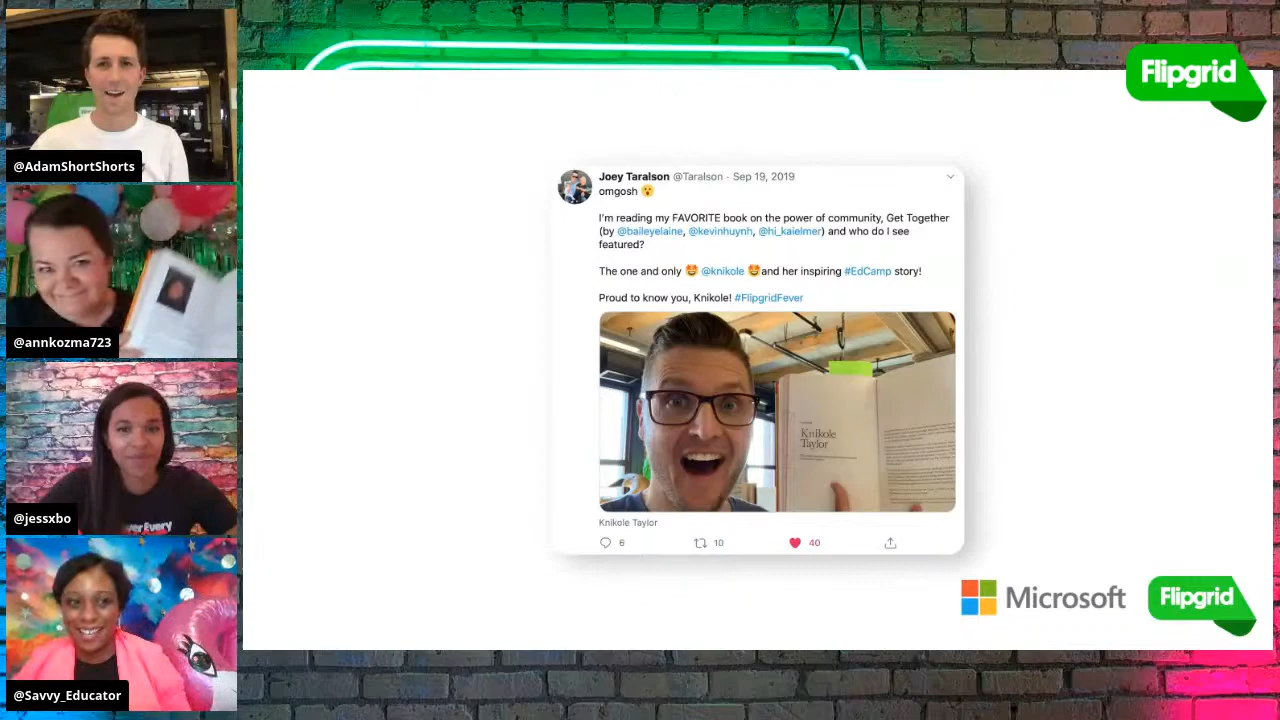 @AdamShortShorts
@annkozma723
@jessxbo
ver Every
@Savvy_Educator
Flipgrid
Joey Taralson @Taralson · Sep 19, 2019
omgosh 😮
I'm reading my FAVORITE book on the power of community, Get Together
(by @baileyelaine, @kevinhuynh, @hi_kaielmer) and who do I see
featured?
The one and only 🤩 @knikole 🤩and her inspiring #EdCamp story!
Proud to know you, Knikole! #FlipgridFever
Knikole
Taylor
Knikole Taylor
6 10 40
Microsoft Flipgrid